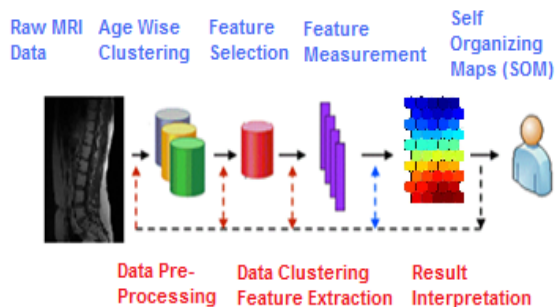 Raw MRI
Data
Age Wise
Clustering
Feature
Selection
Feature
Measurement
Self
Organizing
Maps (SOM)
Data Pre-
Processing
Data Clustering
Feature Extraction
Result
Interpretation